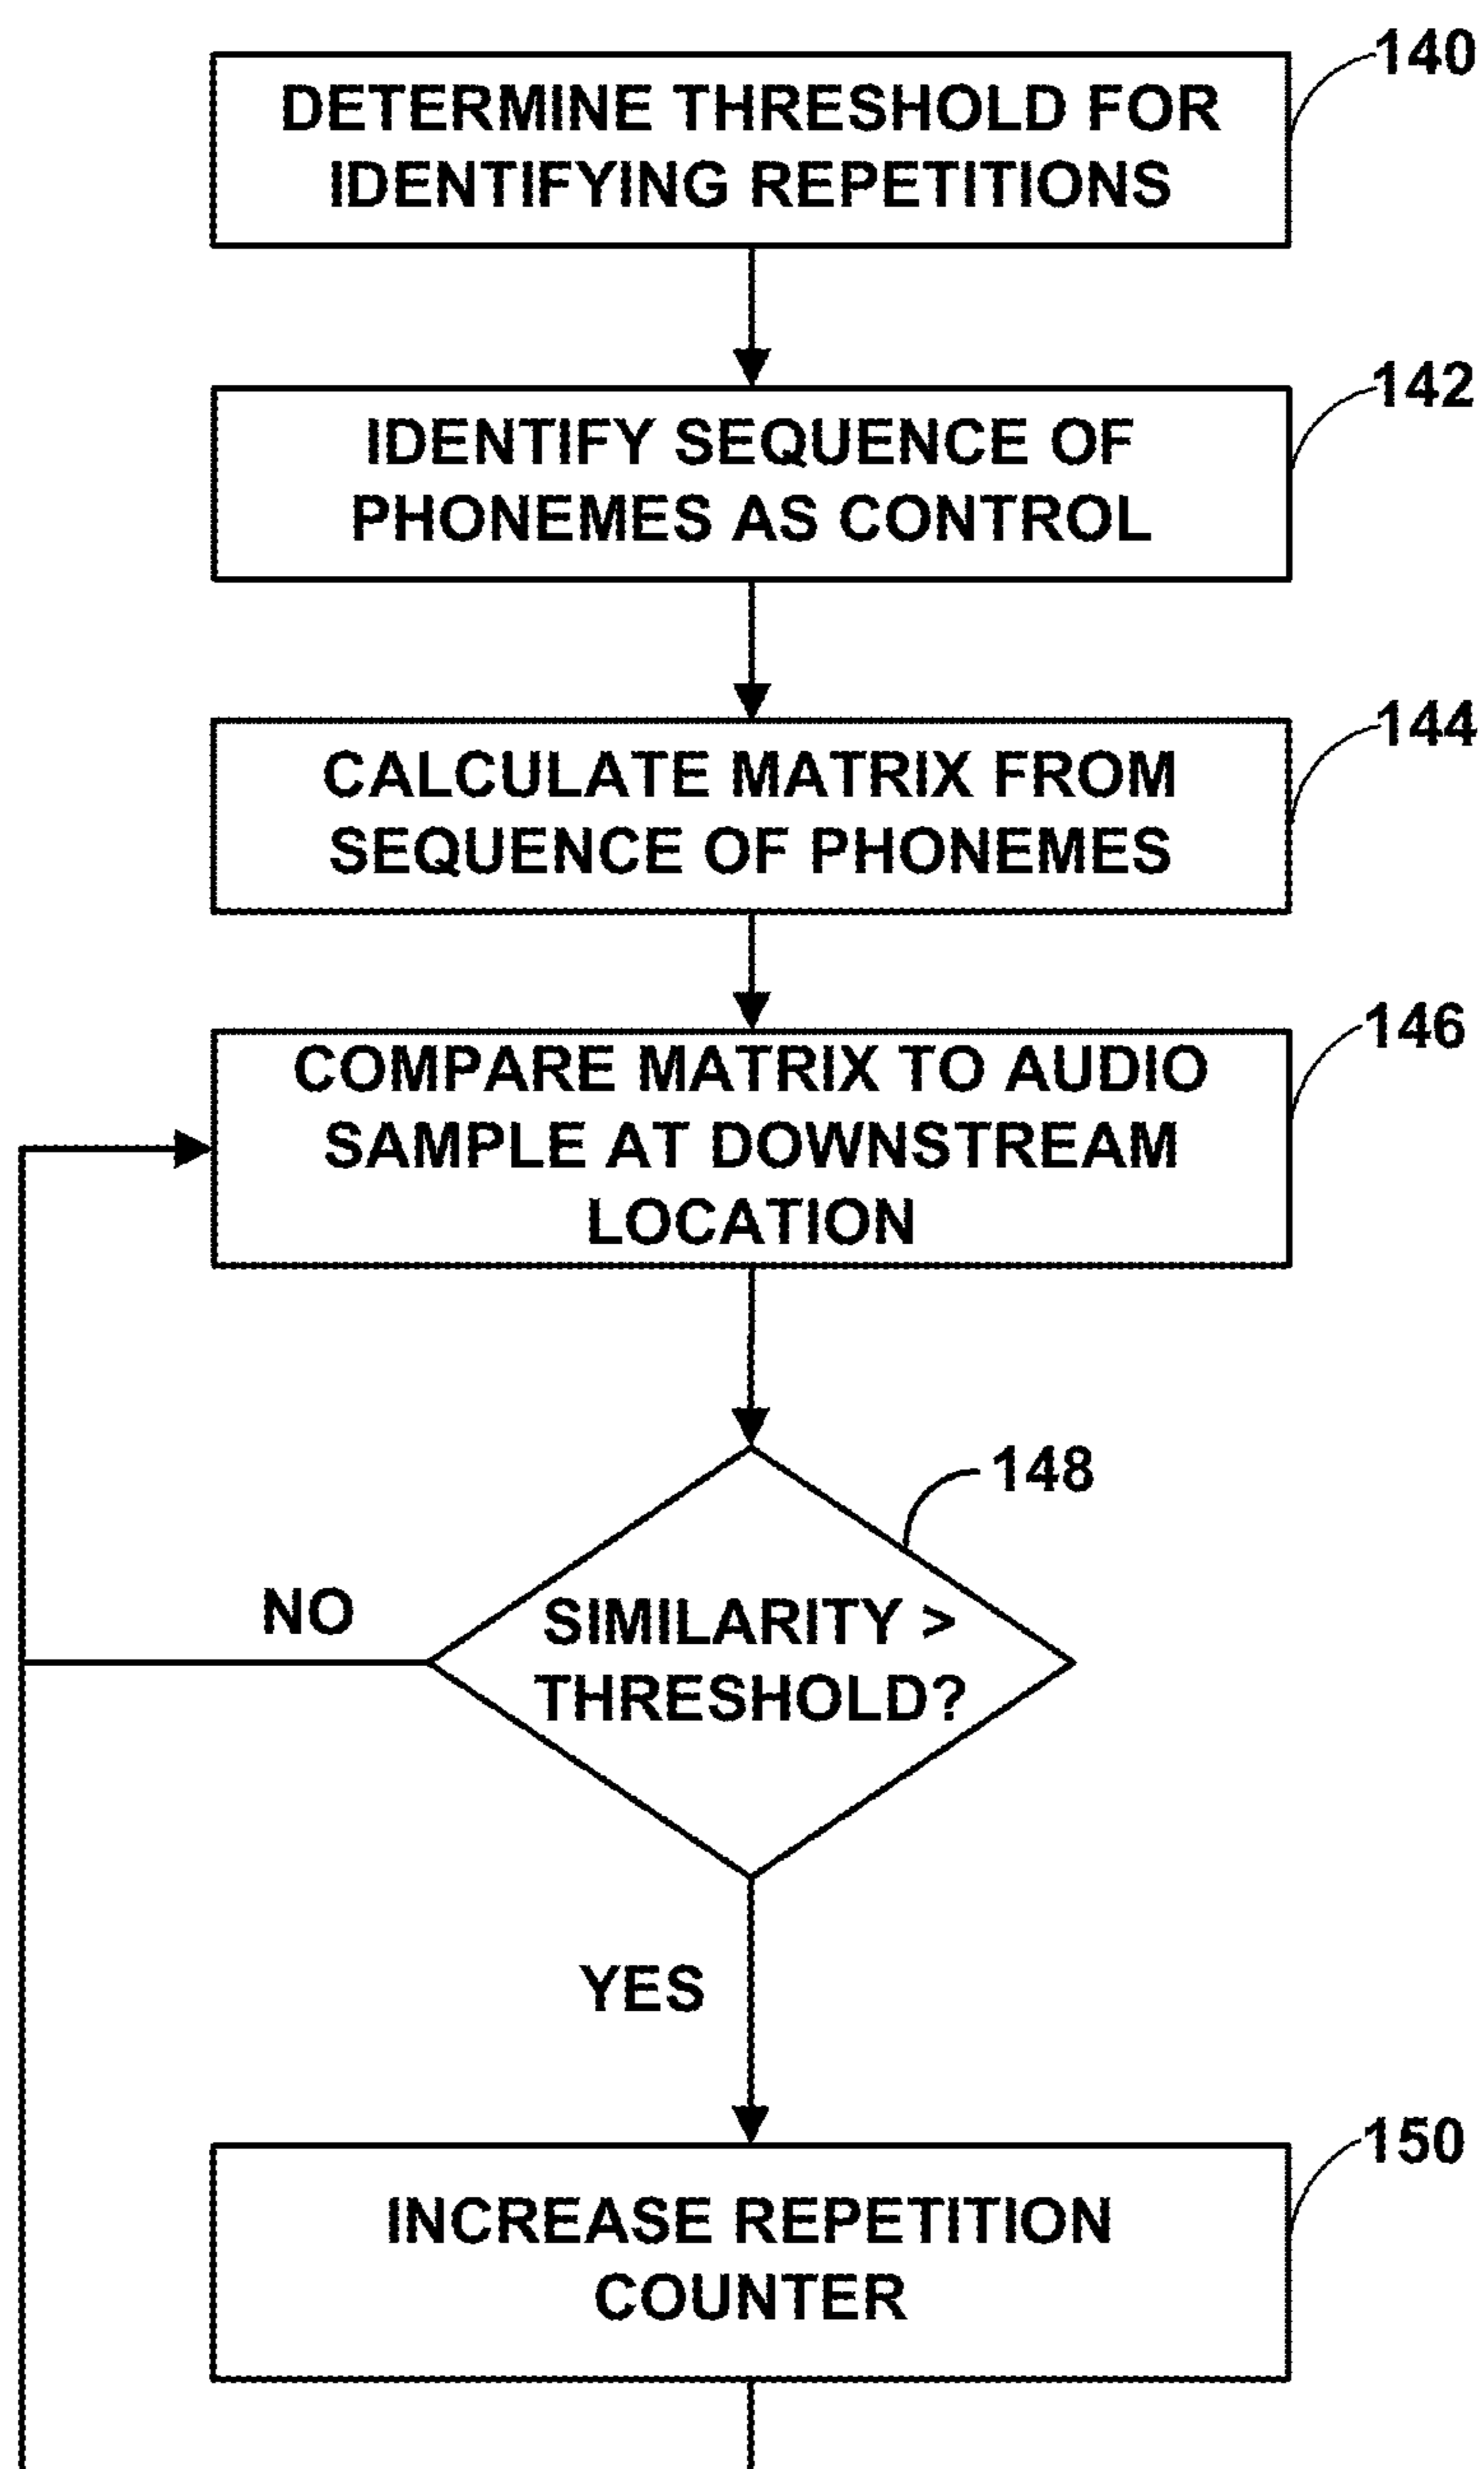 140
DETERMINE THRESHOLD FOR
IDENTIFYING REPETITIONS
142
IDENTIFY SEQUENCE OF
PHONEMES AS CONTROL
144
CALCULATE MATRIX FROM
SEQUENCE OF PHONEMES
146
COMPARE MATRIX TO AUDIO
SAMPLE AT DOWNSTREAM
LOCATION
148
NO
SIMILARITY >
THRESHOLD?
YES
150
INCREASE REPETITION
COUNTER